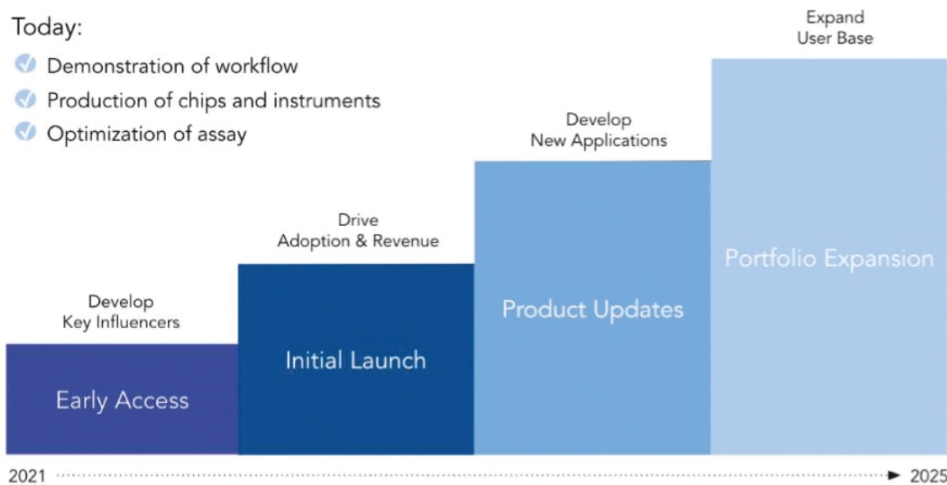 Today:
Demonstration of workflow
Production of chips and instruments
Optimization of assay
Expand
User Base
Develop
New Applications
Drive
Adoption & Revenue
Develop
Key Influencers
Portfolio Expansion
Product Updates
Initial Launch
Early Access
2021
2025